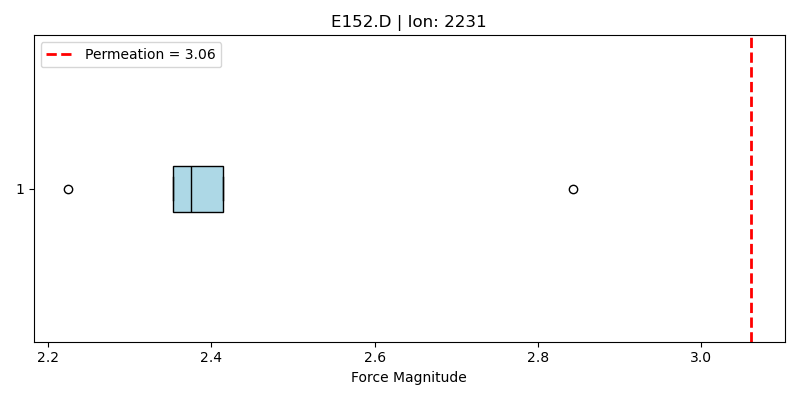 E152.D | Ion: 2231
Permeation = 3.06
1
2.2 2.4 2.6 2.8 3.0
Force Magnitude